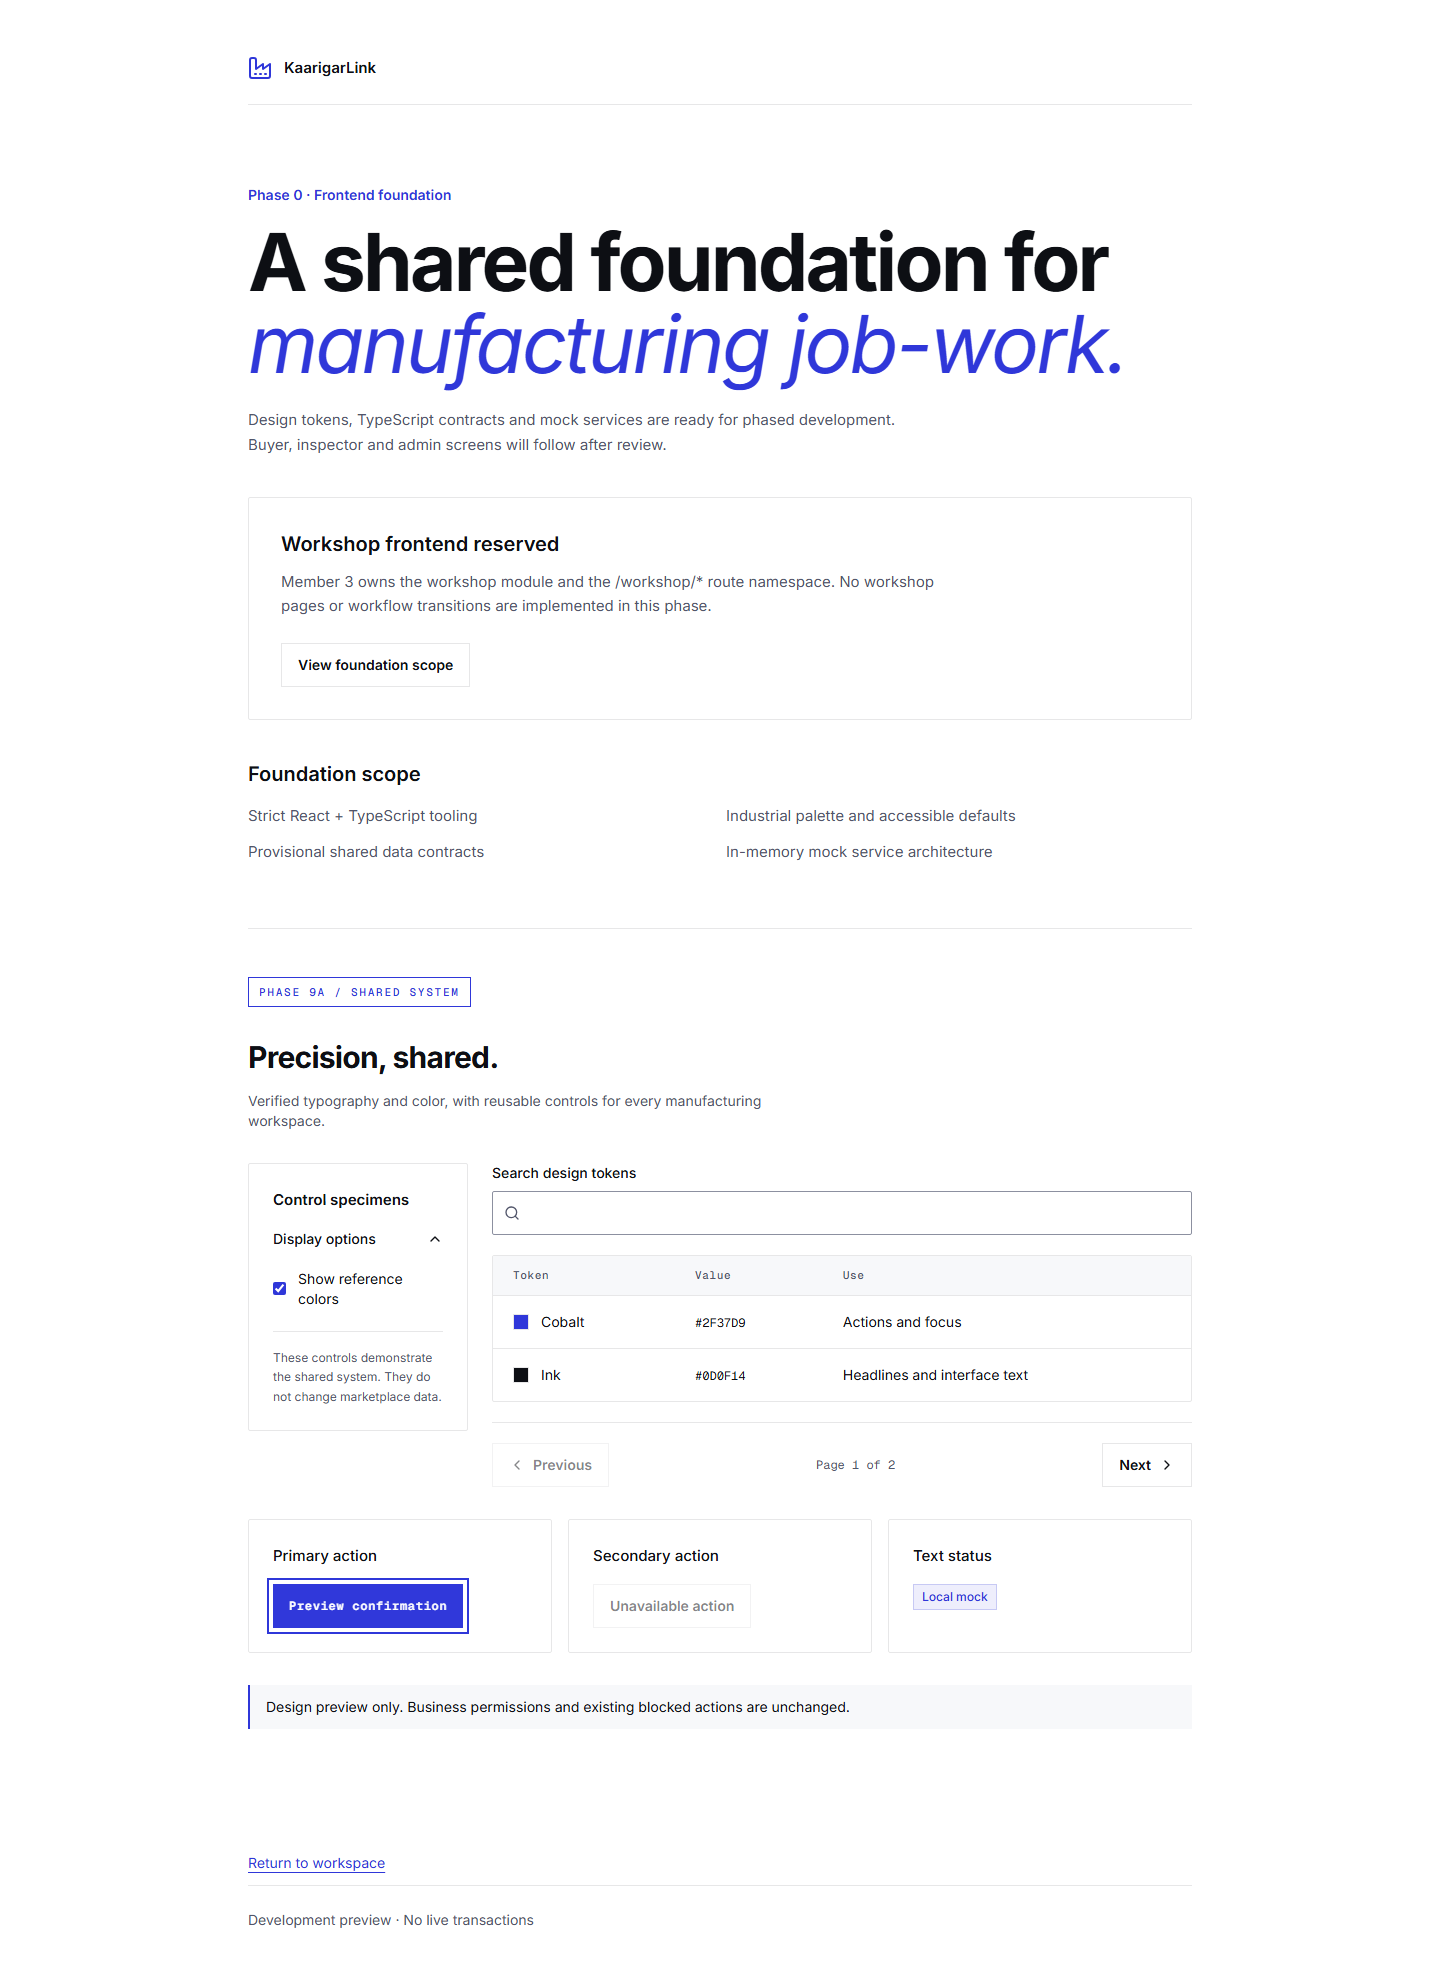 KaarigarLink
Phase 0 · Frontend foundation
A shared foundation for
manufacturing job-work.
Design tokens, TypeScript contracts and mock services are ready for phased development.
Buyer, inspector and admin screens will follow after review.
Workshop frontend reserved
Member 3 owns the workshop module and the /workshop/* route namespace. No workshop
pages or workflow transitions are implemented in this phase.
View foundation scope
Foundation scope
Strict React + TypeScript tooling
Industrial palette and accessible defaults
Provisional shared data contracts
In-memory mock service architecture
PHASE 9A / SHARED SYSTEM
Precision, shared.
Verified typography and color, with reusable controls for every manufacturing
workspace.
Control specimens
Display options
Show reference
colors
These controls demonstrate
the shared system. They do
not change marketplace data.
Search design tokens
Token Value Use
Cobalt #2F37D9 Actions and focus
Ink #0D0F14 Headlines and interface text
Previous
Page 1 of 2
Next
Primary action
Preview confirmation
Secondary action
Unavailable action
Text status
Local mock
Design preview only. Business permissions and existing blocked actions are unchanged.
Return to workspace
Development preview · No live transactions